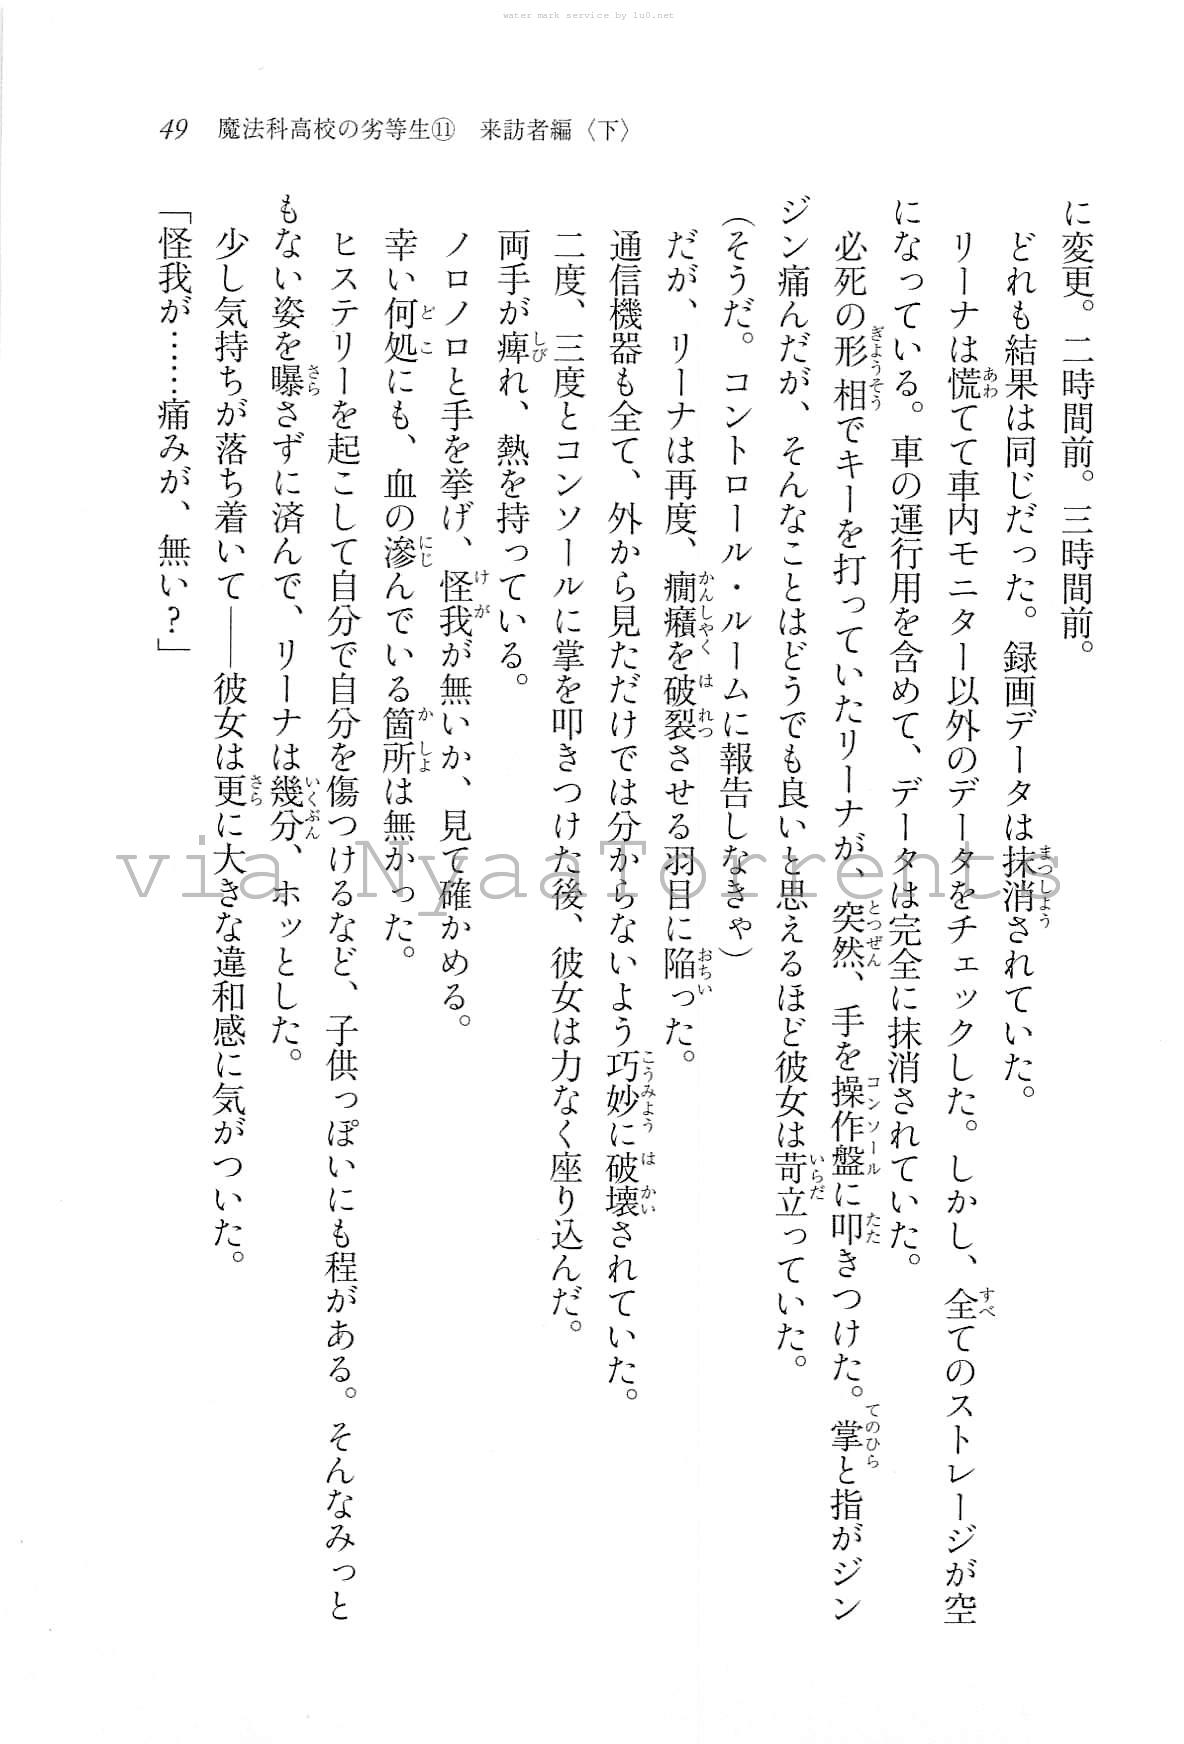 water mark service by lu0.net
49 魔法科高校の劣等生⑪ 来訪者編〈下〉
に変更。二時間前。三時間前。
どれも結果は同じだった。録画データは抹消されていた。
リーナは慌てて車内モニター以外のデータをチェックした。しかし、全てのストレージが空
になっている。車の運行用を含めて、データは完全に抹消されていた。
必死の形相でキーを打っていたリーナが、突然、手を操作盤に叩きつけた。掌と指がジン
ジン痛んだが、そんなことはどうでも良いと思えるほど彼女は苛立っていた。
（そうだ。コントロール・ルームに報告しなきゃ）
だが、リーナは再度、癇癪を破裂させる羽目に陥った。
通信機器も全て、外から見ただけでは分からないよう巧妙に破壊されていた。
二度、三度とコンソールに掌を叩きつけた後、彼女は力なく座り込んだ。
両手が痺れ、熱を持っている。
ノロノロと手を挙げ、怪我が無いか、見て確かめる。
幸い何処にも、血の滲んでいる箇所は無かった。
ヒステリーを起こして自分で自分を傷つけるなど、子供っぽいにも程がある。そんなみっと
もない姿を曝さずに済んで、リーナは幾分、ホッとした。
少し気持ちが落ち着いて――彼女は更に大きな違和感に気がついた。
「怪我が……痛みが、無い？」
via NyaaTorrents